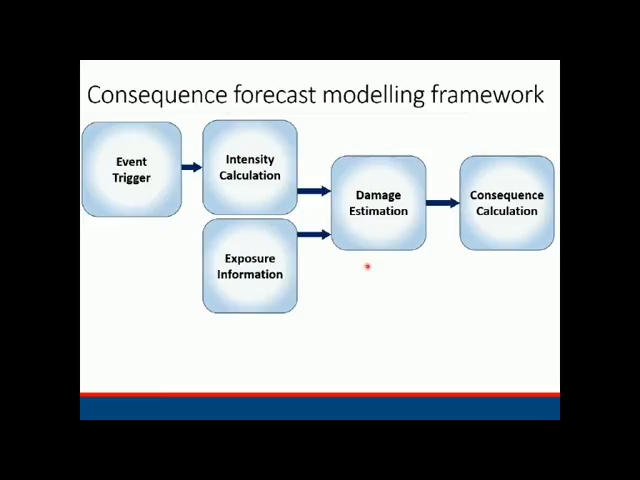 Consequence forecast modelling framework
Event
Trigger
Intensity
Calculation
Exposure
Information
Damage
Estimation
Consequence
Calculation